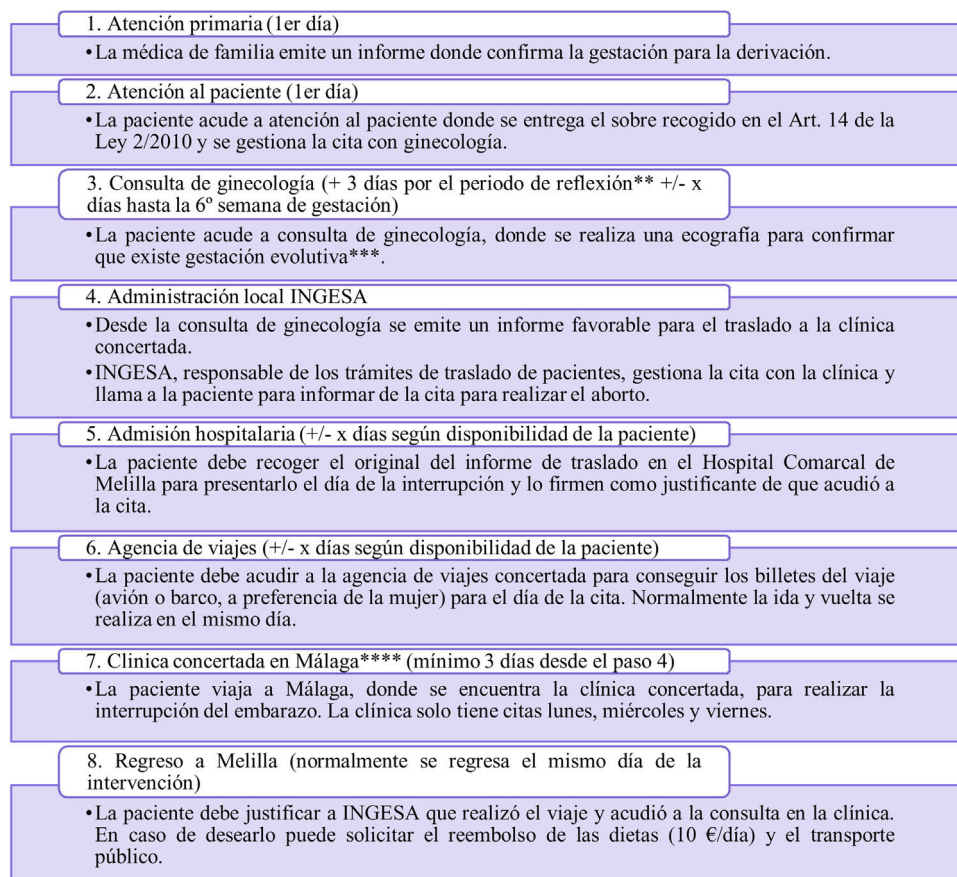 1. Atención primaria (1er día)
•La médica de familia emite un informe donde confirma la gestación para la derivación.
2. Atención al paciente (1er día)
•La paciente acude a atención al paciente donde se entrega el sobre recogido en el Art. 14 de la
Ley 2/2010 y se gestiona la cita con ginecología.
3. Consulta de ginecología (+ 3 días por el periodo de reflexión** +/- x
días hasta la 6º semana de gestación)
•La paciente acude a consulta de ginecología, donde se realiza una ecografía para confirmar
que existe gestación evolutiva***.
4. Administración local INGESA
•Desde la consulta de ginecología se emite un informe favorable para el traslado a la clínica
concertada.
•INGESA, responsable de los trámites de traslado de pacientes, gestiona la cita con la clínica y
llama a la paciente para informar de la cita para realizar el aborto.
5. Admisión hospitalaria (+/- x días según disponibilidad de la paciente)
•La paciente debe recoger el original del informe de traslado en el Hospital Comarcal de
Melilla para presentarlo el día de la interrupción y lo firmen como justificante de que acudió a
la cita.
6. Agencia de viajes (+/- x días según disponibilidad de la paciente)
•La paciente debe acudir a la agencia de viajes concertada para conseguir los billetes del viaje
(avión o barco, a preferencia de la mujer) para el día de la cita. Normalmente la ida y vuelta se
realiza en el mismo día.
7. Clinica concertada en Málaga**** (mínimo 3 días desde el paso 4)
•La paciente viaja a Málaga, donde se encuentra la clínica concertada, para realizar la
interrupción del embarazo. La clínica solo tiene citas lunes, miércoles y viernes.
8. Regreso a Melilla (normalmente se regresa el mismo día de la
intervención)
•La paciente debe justificar a INGESA que realizó el viaje y acudió a la consulta en la clínica.
En caso de desearlo puede solicitar el reembolso de las dietas (10 €/día) y el transporte
público.